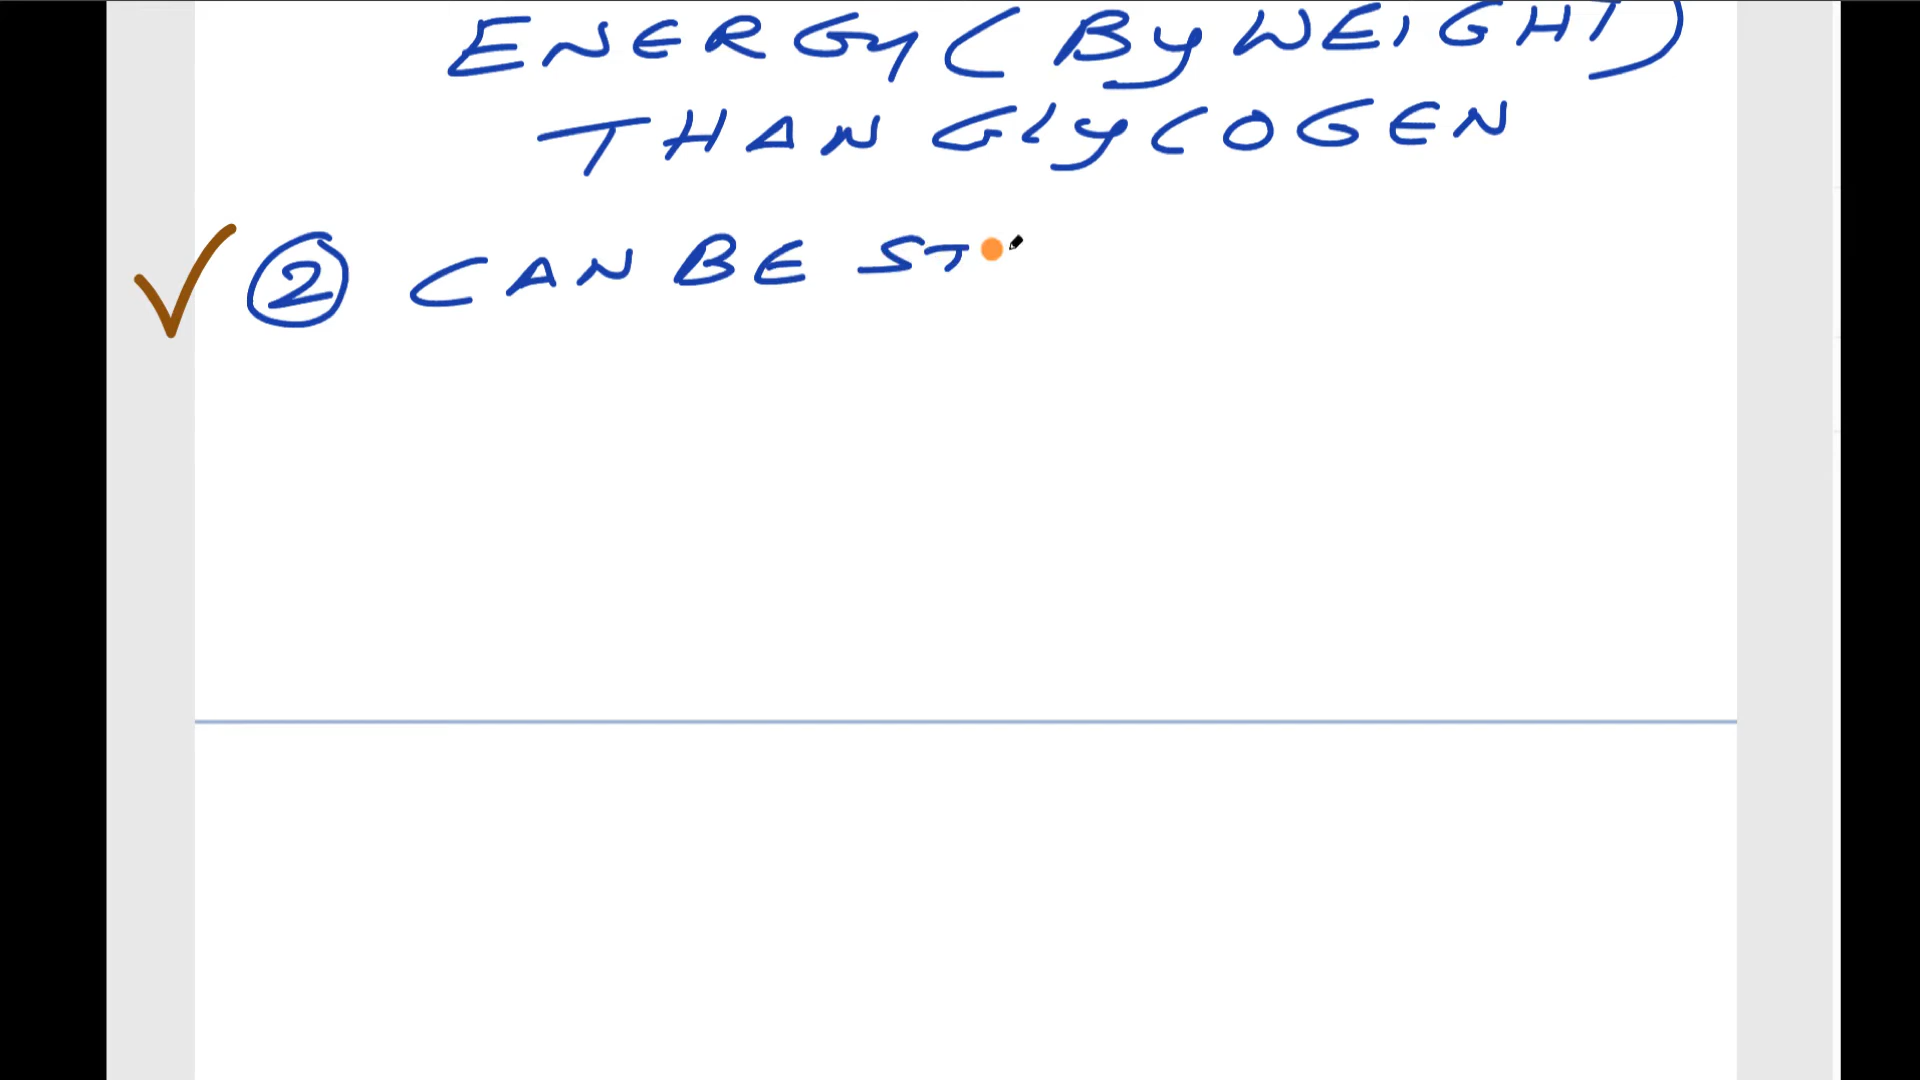 ENERGY (BY WEIGHT)
THAN GLYCOGEN
② CAN BE ST